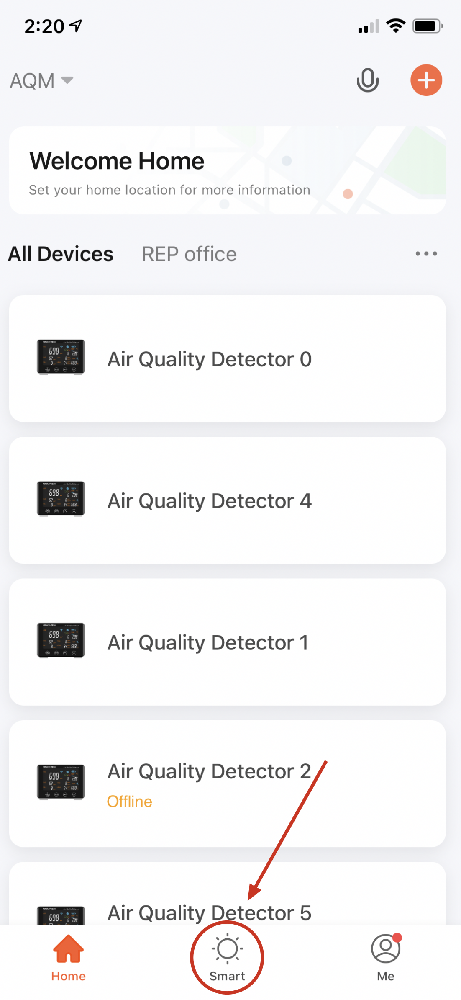 2:20
AQM
Welcome Home
Set your home location for more information
All Devices
REP office
Air Quality Detector 0
Air Quality Detector 4
Air Quality Detector 1
Air Quality Detector 2
Offline
Air Quality Detector 5
Home
Smart
Me